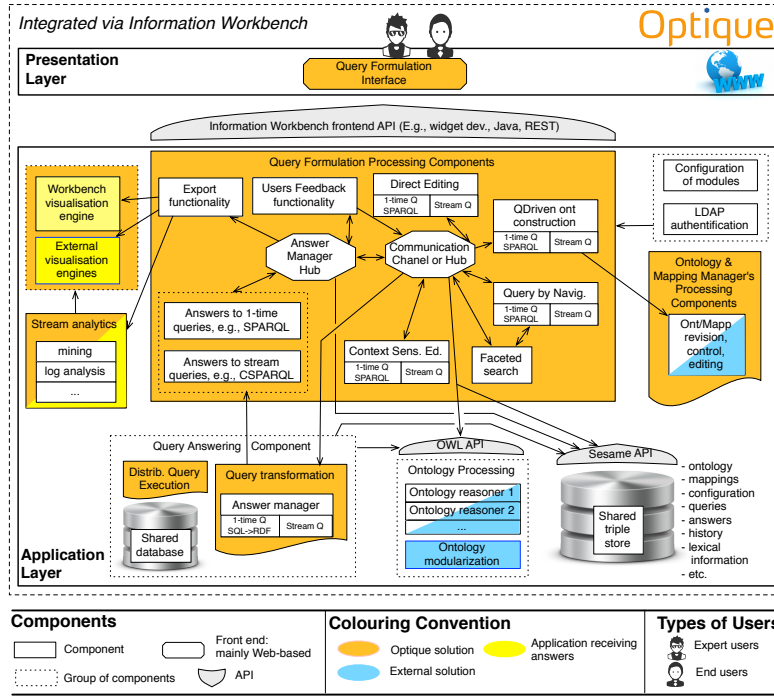 Integrated via Information Workbench
Optique
Presentation
Layer
Query Formulation
Interface
WWW
Information Workbench frontend API (E.g., widget dev., Java, REST)
Query Formulation Processing Components
Workbench
visualisation
engine
External
visualisation
engines
Export
functionality
Users Feedback
functionality
Direct Editing
1-time Q
SPARQL
Stream Q
QDriven ont
construction
1-time Q
SPARQL
Stream Q
Configuration
of modules
LDAP
authentification
Answer
Manager
Hub
Communication
Chanel or Hub
Ontology &
Mapping Manager's
Processing
Components
Ont/Mapp
revision,
control,
editing
Stream analytics
mining
log analysis
...
Answers to 1-time
queries, e.g., SPARQL
Answers to stream
queries, e.g., CSPARQL
Query by Navig.
1-time Q
SPARQL
Stream Q
Context Sens. Ed.
1-time Q
SPARQL
Stream Q
Faceted
search
Query Answering Component
Distrib. Query
Execution
Shared
database
Query transformation
Answer manager
1-time Q
SQL->RDF
Stream Q
OWL API
Ontology Processing
Ontology reasoner 1
Ontology reasoner 2
...
Ontology
modularization
Sesame API
Shared
triple
store
- ontology
- mappings
- configuration
- queries
- answers
- history
- lexical
information
- etc.
Application
Layer
Components
Component
Front end:
mainly Web-based
Group of components
API
Colouring Convention
Optique solution
Application receiving
answers
External solution
Types of Users
Expert users
End users